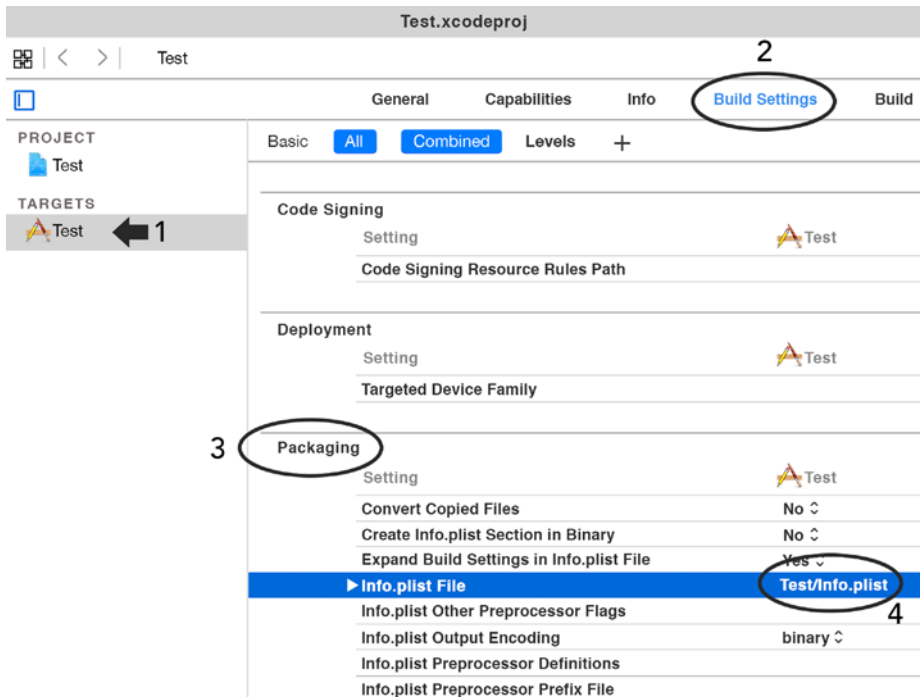 Test.xcodeproj
Test
2
General Capabilities Info Build Settings Build
PROJECT
Test
Basic All Combined Levels +
TARGETS
Test 1
Code Signing
Setting Test
Code Signing Resource Rules Path
Deployment
Setting Test
Targeted Device Family
3 Packaging
Setting Test
Convert Copied Files No
Create Info.plist Section in Binary No
Expand Build Settings in Info.plist File Yes
Info.plist File Test/Info.plist
4
Info.plist Other Preprocessor Flags
Info.plist Output Encoding binary
Info.plist Preprocessor Definitions
Info.plist Preprocessor Prefix File